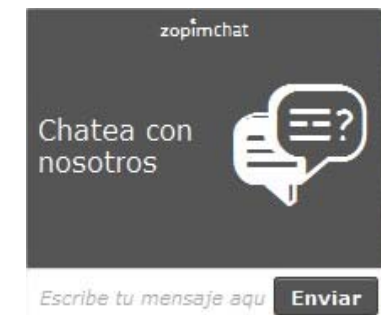 zopimchat
Chatea con
nosotros
?
Escribe tu mensaje aqu
Enviar